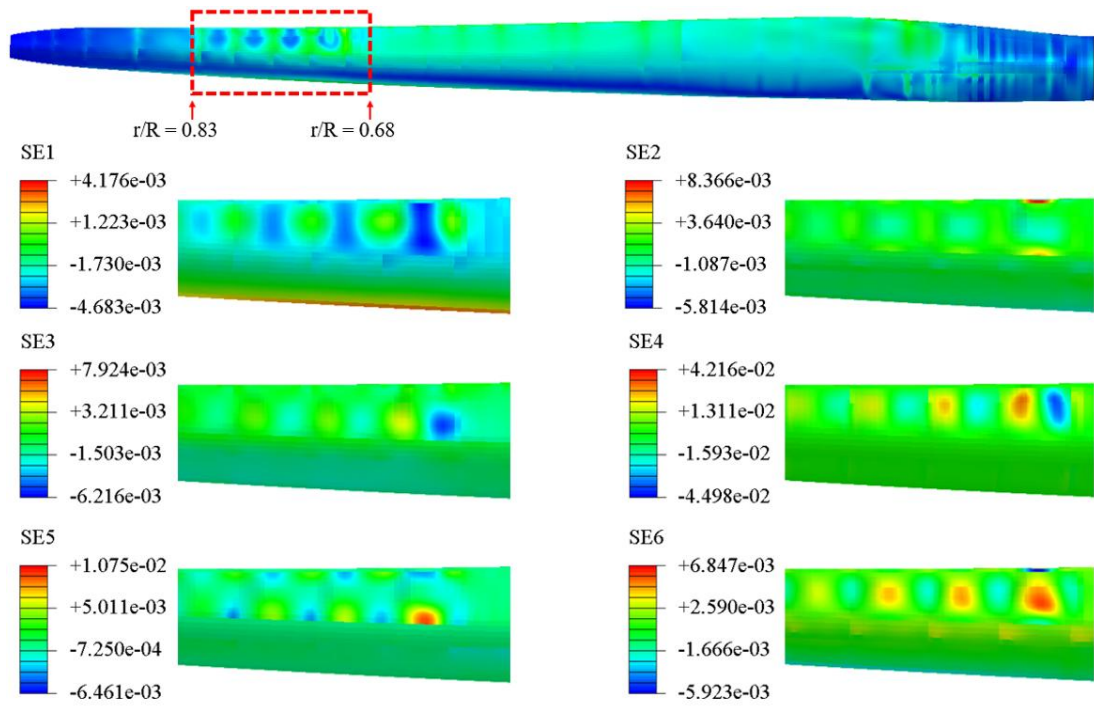 r/R = 0.83
r/R = 0.68
SE1
+4.176e-03
+1.223e-03
-1.730e-03
-4.683e-03
SE2
+8.366e-03
+3.640e-03
-1.087e-03
-5.814e-03
SE3
+7.924e-03
+3.211e-03
-1.503e-03
-6.216e-03
SE4
+4.216e-02
+1.311e-02
-1.593e-02
-4.498e-02
SE5
+1.075e-02
+5.011e-03
-7.250e-04
-6.461e-03
SE6
+6.847e-03
+2.590e-03
-1.666e-03
-5.923e-03